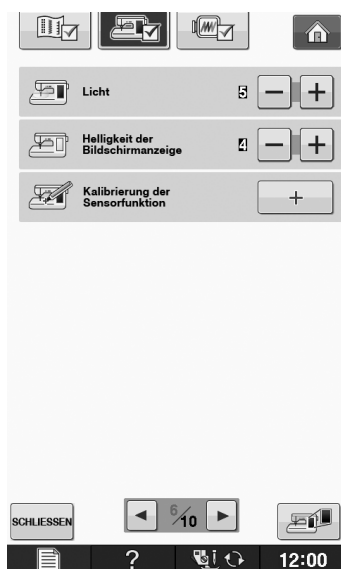 Licht 5
Helligkeit der
Bildschirmanzeige 4
Kalibrierung der
Sensorfunktion
SCHLIESSEN
6/10
12:00